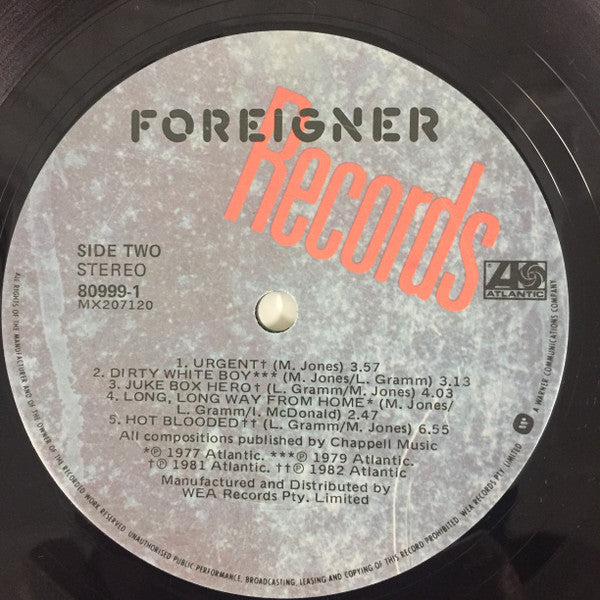 FOREIGNER
Records
SIDE TWO
STEREO
80999-1
MX207120
ATLANTIC
1. URGENT† (M. Jones) 3.57
2. DIRTY WHITE BOY*** (M. Jones/L. Gramm) 3.13
3. JUKE BOX HERO† (L. Gramm/M. Jones) 4.03
4. LONG, LONG WAY FROM HOME* (M. Jones/
L. Gramm/I. McDonald) 2.47
5. HOT BLOODED†† (L. Gramm/M. Jones) 6.55
All compositions published by Chappell Music
*℗ 1977 Atlantic. ***℗ 1979 Atlantic.
†℗ 1981 Atlantic. ††℗ 1982 Atlantic
Manufactured and Distributed by
WEA Records Pty. Limited
ALL RIGHTS OF THE MANUFACTURER AND OF THE OWNER OF THE RECORDED WORK RESERVED. UNAUTHORISED PUBLIC PERFORMANCE, BROADCASTING, LEASING AND COPYING OF THIS RECORD PROHIBITED. WEA RECORDS PTY. LIMITED
A WARNER COMMUNICATIONS COMPANY.